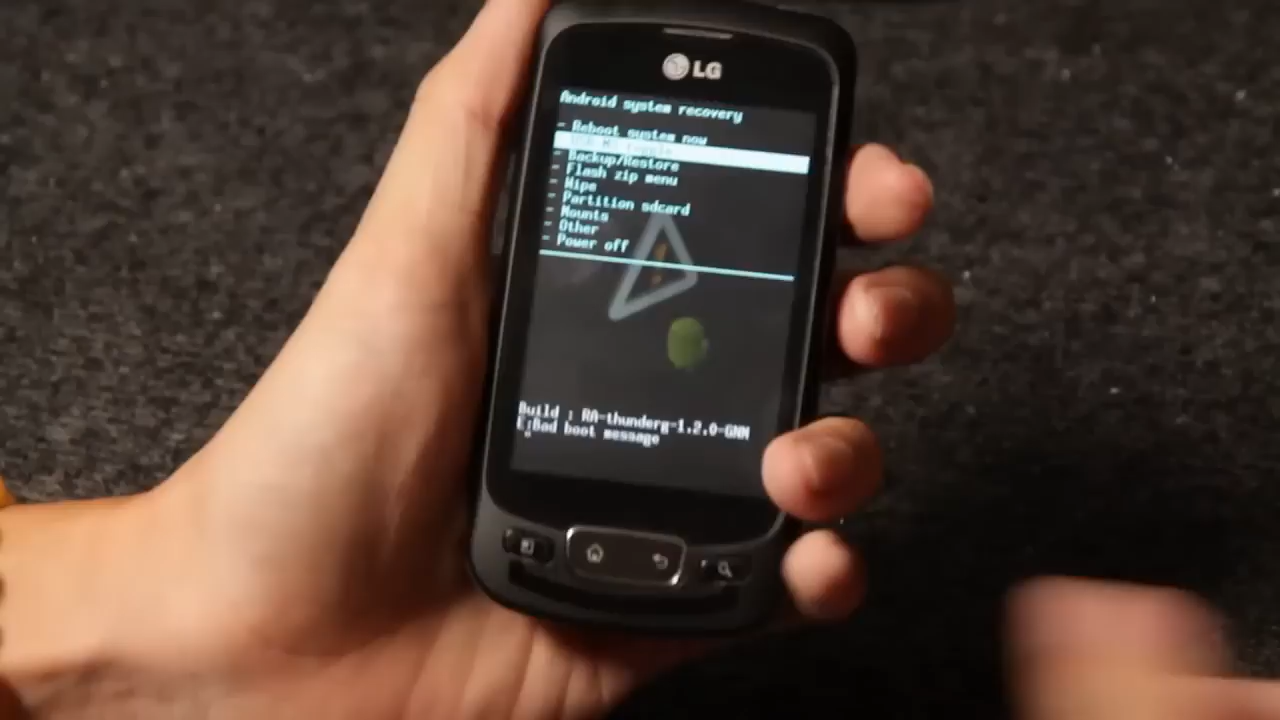 LG
Android system recovery
- Reboot system now
- Backup/Restore
- Flash zip menu
- Wipe
- Partition sdcard
- Mounts
- Other
- Power off
Build : RA-thunderg-1.2.0-GNM
E:Bad boot message